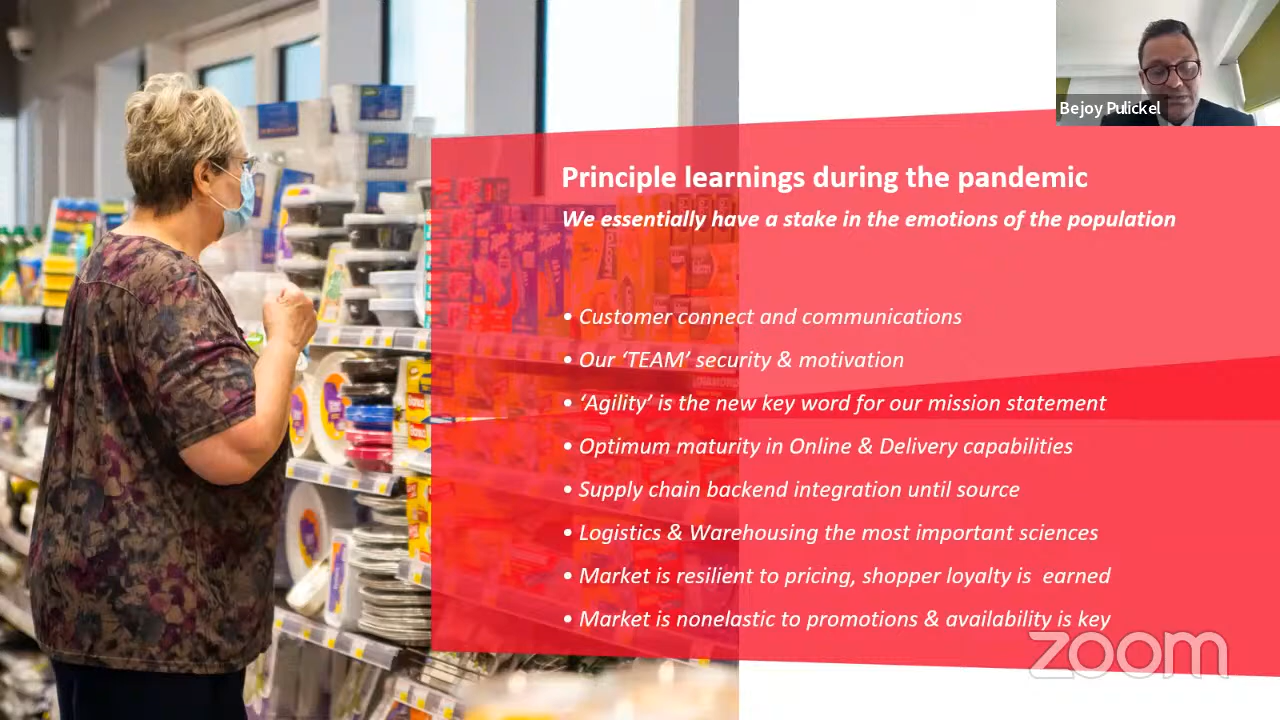 Bejoy Pulickel
Principle learnings during the pandemic
We essentially have a stake in the emotions of the population
• Customer connect and communications
• Our ‘TEAM’ security & motivation
• ‘Agility’ is the new key word for our mission statement
• Optimum maturity in Online & Delivery capabilities
• Supply chain backend integration until source
• Logistics & Warehousing the most important sciences
• Market is resilient to pricing, shopper loyalty is  earned
• Market is nonelastic to promotions & availability is key
zoom